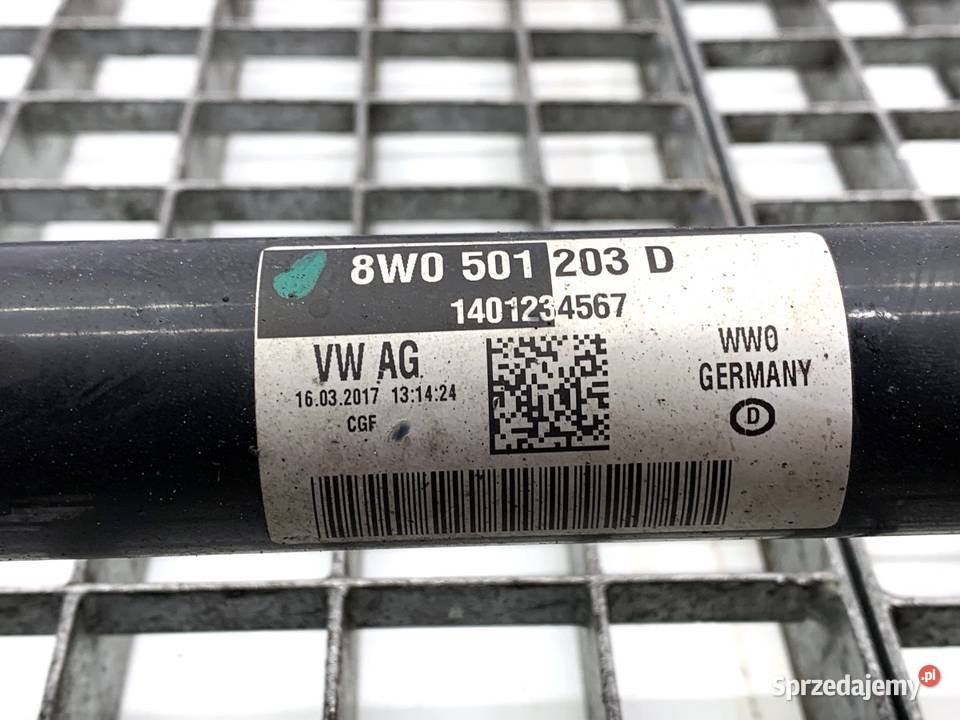 8W0 501 203 D
1401234567
VW AG
16.03.2017 13:14:24
CGF
WW0
GERMANY
D
Sprzedajemy.pl